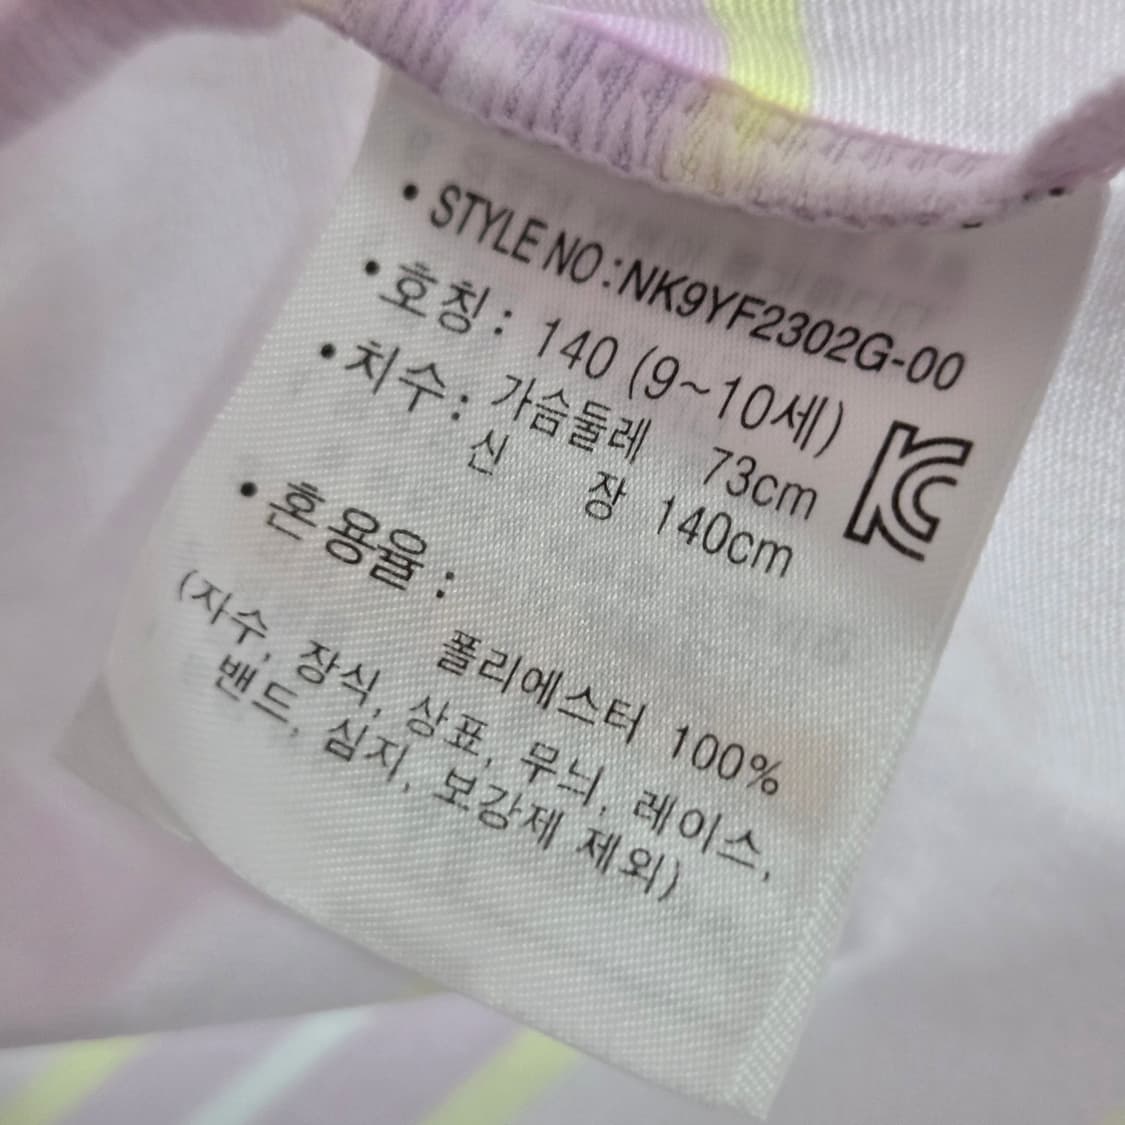 • STYLE NO : NK9YF2302G-00
• 호칭 : 140 (9~10세)
• 치수 : 가슴둘레 73cm
신 장 140cm
KC
• 혼용율 :
폴리에스터 100%
(자수, 장식, 상표, 무늬, 레이스,
밴드, 심지, 보강제 제외)